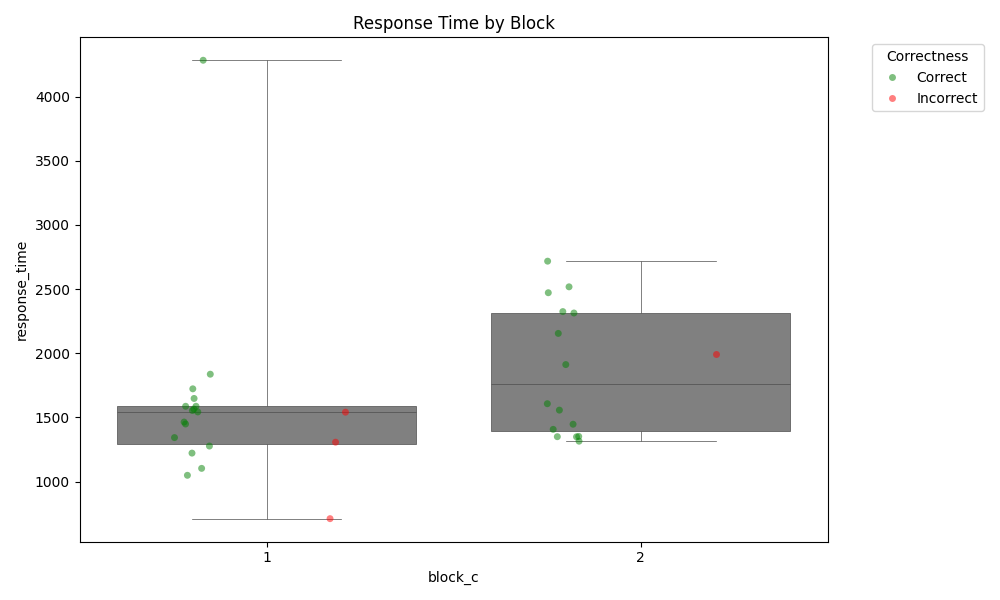 Response Time by Block
Correctness
Correct
Incorrect
4000
3500
3000
2500
2000
1500
1000
response_time
1
2
block_c